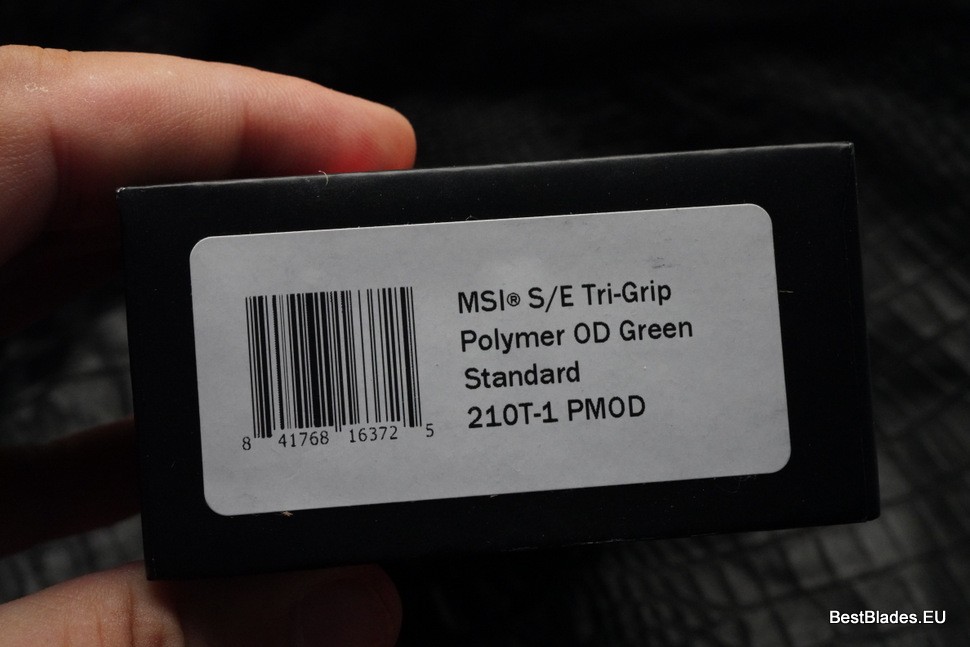 MSI® S/E Tri-Grip
Polymer OD Green
Standard
210T-1 PMOD
8 41768 16372 5
BestBlades.EU